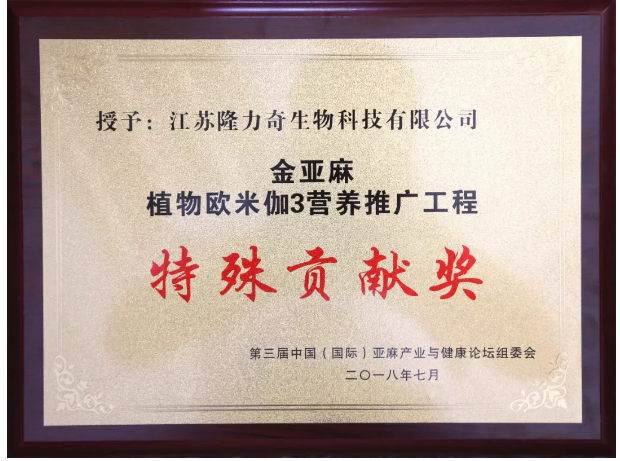 授予：江苏隆力奇生物科技有限公司
金亚麻
植物欧米伽3营养推广工程
特殊贡献奖
第三届中国（国际）亚麻产业与健康论坛组委会
二〇一八年七月